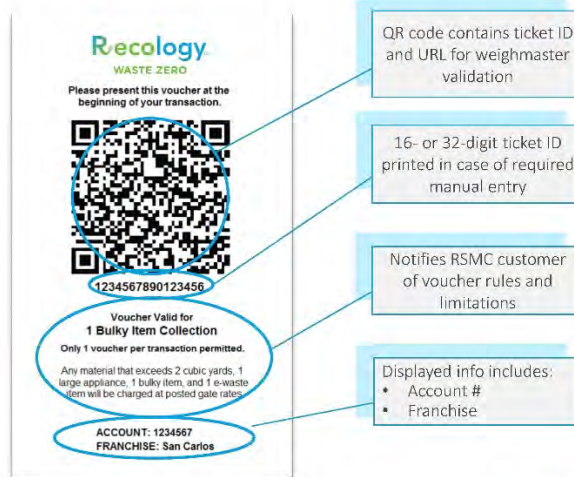 Recology
WASTE ZERO
Please present this voucher at the
beginning of your transaction.
1234567890123456
Voucher Valid for
1 Bulky Item Collection
Only 1 voucher per transaction permitted.
Any material that exceeds 2 cubic yards, 1
large appliance, 1 bulky item, and 1 e-waste
item will be charged at posted gate rates.
ACCOUNT: 1234567
FRANCHISE: San Carlos
QR code contains ticket ID
and URL for weighmaster
validation
16- or 32-digit ticket ID
printed in case of required
manual entry
Notifies RSMC customer
of voucher rules and
limitations
Displayed info includes:
• Account #
• Franchise